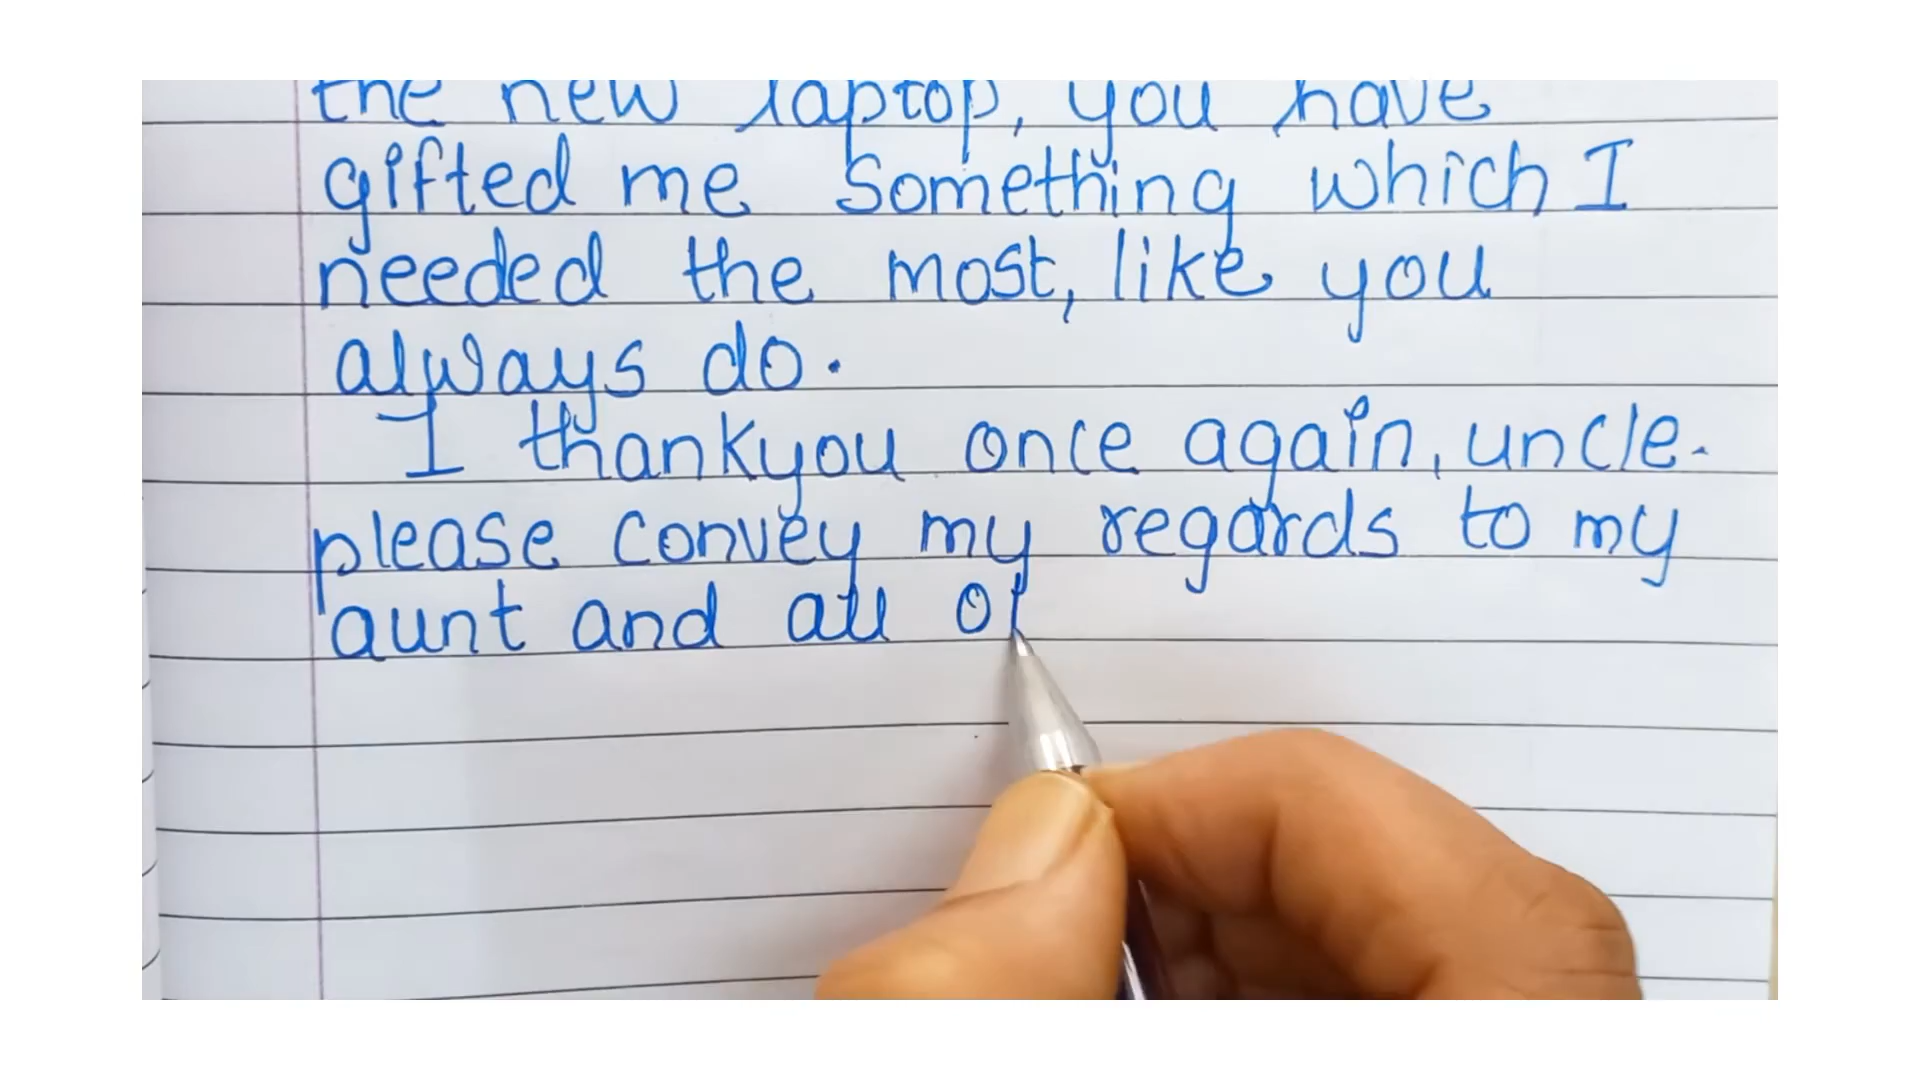 the new laptop, you have
gifted me Something which I
needed the most, like you
always do.
I thankyou once again, uncle.
please convey my regards to my
aunt and all